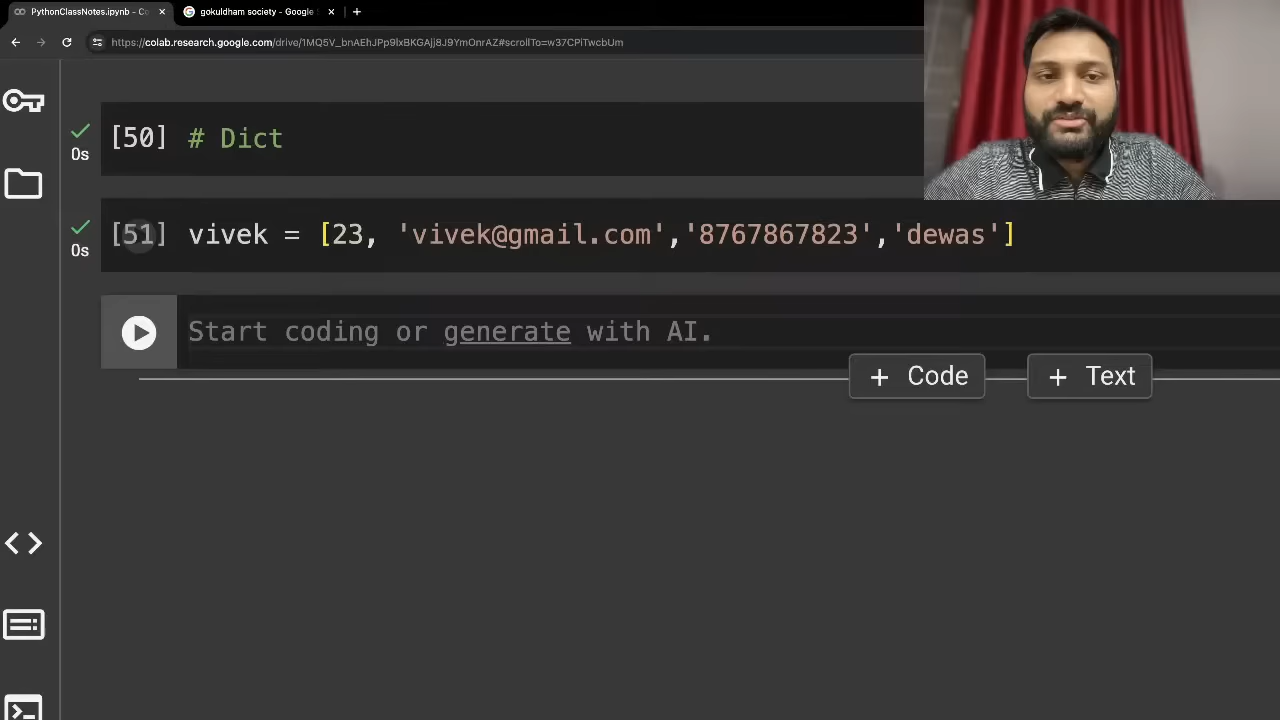 PythonClassNotes.ipynb - Co
gokuldham society - Google S
https://colab.research.google.com/drive/1MQ5V_bnAEhJPp9lxBKGAjj8J9YmOnrAZ#scrollTo=w37CPiTwcbUm
[50] # Dict
0s
[51] vivek = [23, 'vivek@gmail.com','8767867823','dewas']
0s
Start coding or generate with AI.
+ Code + Text